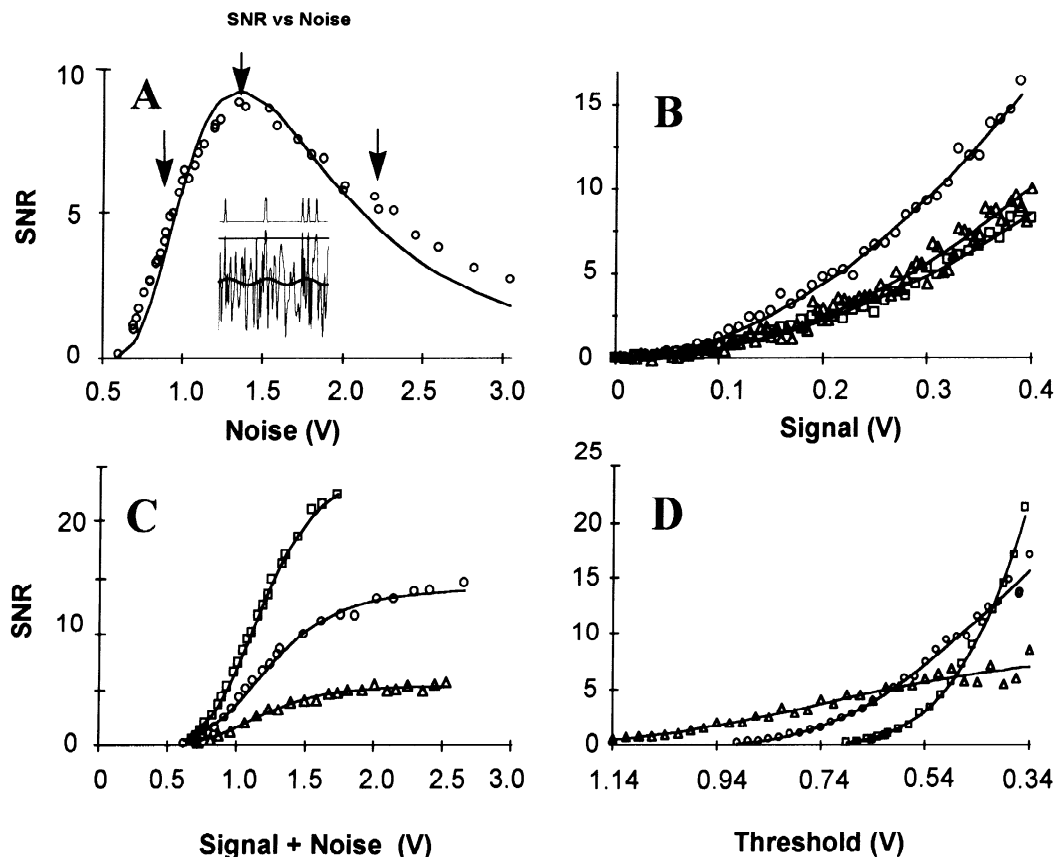 SNR vs Noise
A
10
5
0
SNR
0.5 1.0 1.5 2.0 2.5 3.0
Noise (V)
B
15
10
5
0
0 0.1 0.2 0.3 0.4
Signal (V)
C
20
10
0
SNR
0 0.5 1.0 1.5 2.0 2.5 3.0
Signal + Noise (V)
D
25
20
15
10
5
0
1.14 0.94 0.74 0.54 0.34
Threshold (V)